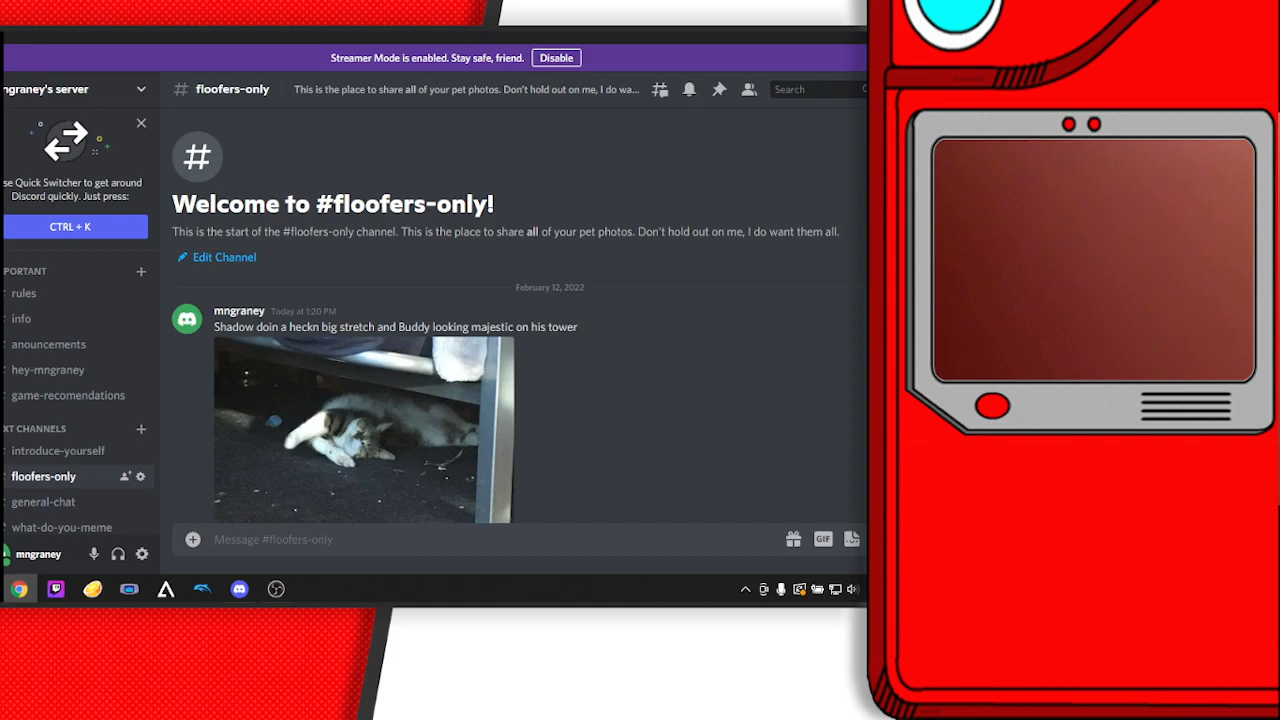 Streamer Mode is enabled. Stay safe, friend.
Disable
ngraney's server
floofers-only
This is the place to share all of your pet photos. Don't hold out on me, I do wa...
Search
se Quick Switcher to get around
Discord quickly. Just press:
CTRL + K
PORTANT
rules
info
anouncements
hey-mngraney
game-recomendations
XT CHANNELS
introduce-yourself
floofers-only
general-chat
what-do-you-meme
mngraney
Welcome to #floofers-only!
This is the start of the #floofers-only channel. This is the place to share all of your pet photos. Don't hold out on me, I do want them all.
Edit Channel
February 12, 2022
mngraney Today at 1:20 PM
Shadow doin a heckn big stretch and Buddy looking majestic on his tower
Message #floofers-only
GIF